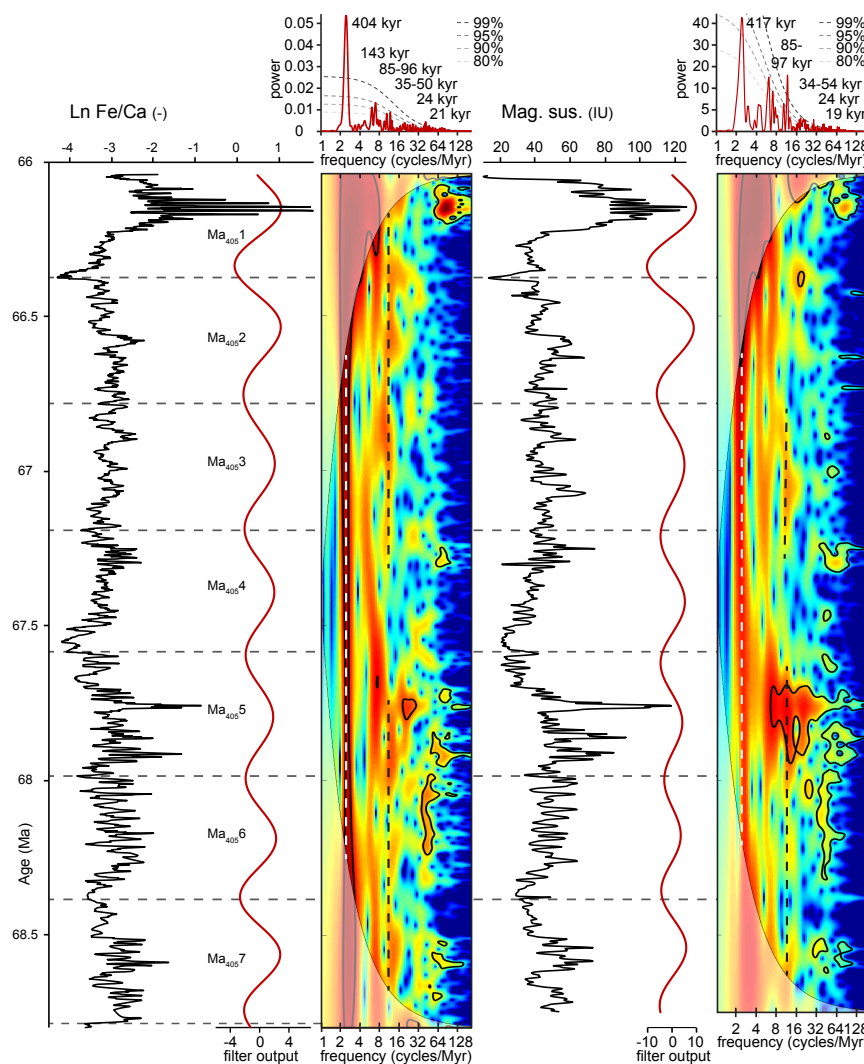 0.05
0.04
0.03
0.02
0.01
0
power
404 kyr
143 kyr
85-96 kyr
35-50 kyr
24 kyr
21 kyr
99%
95%
90%
80%
40
30
20
10
0
power
417 kyr
85-
97 kyr
34-54 kyr
24 kyr
19 kyr
99%
95%
90%
80%
Ln Fe/Ca (-)
Mag. sus. (IU)
1 2 4 8 16 32 64 128
frequency (cycles/Myr)
1 2 4 8 16 32 64 128
frequency (cycles/Myr)
-4 -3 -2 -1 0 1
20 40 60 80 100 120
66
66.5
67
67.5
68
68.5
Age (Ma)
Ma4051
Ma4052
Ma4053
Ma4054
Ma4055
Ma4056
Ma4057
-4 0 4
filter output
1 2 4 8 16 32 64 128
frequency (cycles/Myr)
-10 0 10
filter output
1 2 4 8 16 32 64 128
frequency (cycles/Myr)